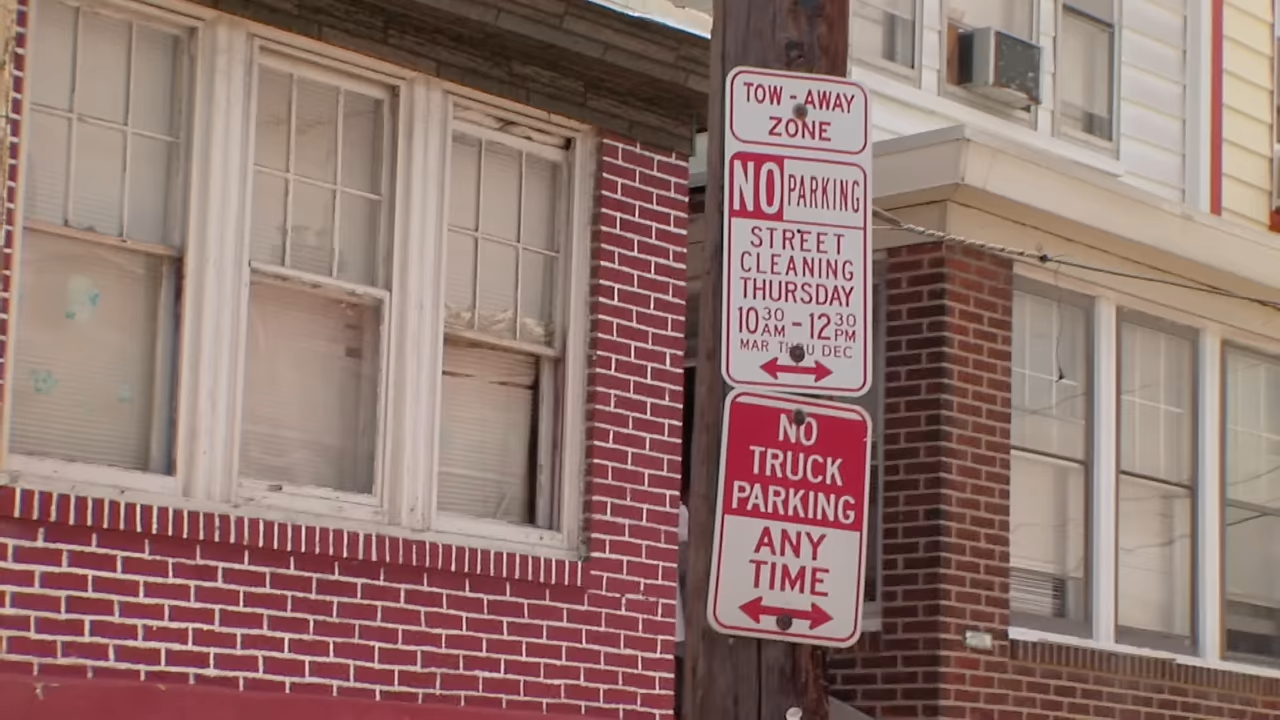 TOW-AWAY
ZONE
NO PARKING
STREET
CLEANING
THURSDAY
10 30 AM - 12 30 PM
MAR THRU DEC
NO
TRUCK
PARKING
ANY
TIME